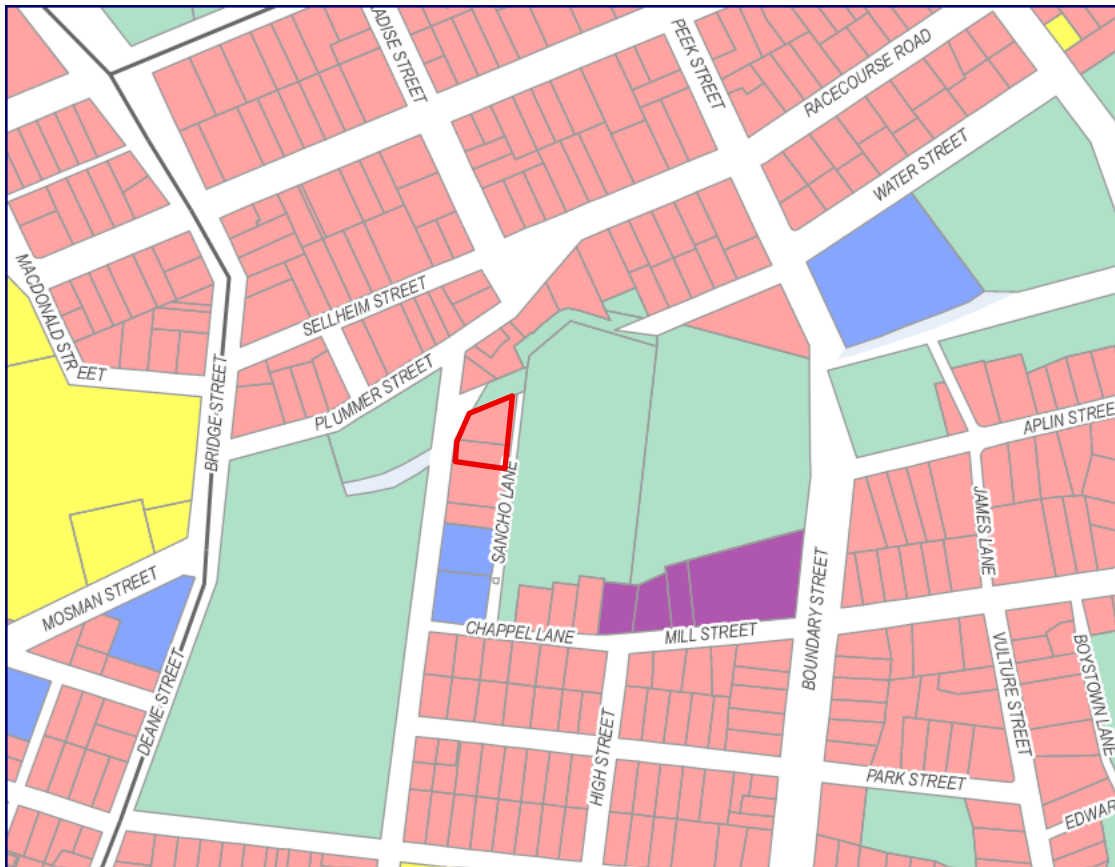 ADISE STREET
PEEK STREET
RACECOURSE ROAD
WATER STREET
MACDONALD STREET
SELLHEIM STREET
PLUMMER STREET
BRIDGE STREET
APLIN STREET
SANCHO LANE
JAMES LANE
MOSMAN STREET
CHAPPEL LANE
MILL STREET
BOUNDARY STREET
VULTURE STREET
BOYSTOWN LANE
DEANE STREET
HIGH STREET
PARK STREET
EDWAR